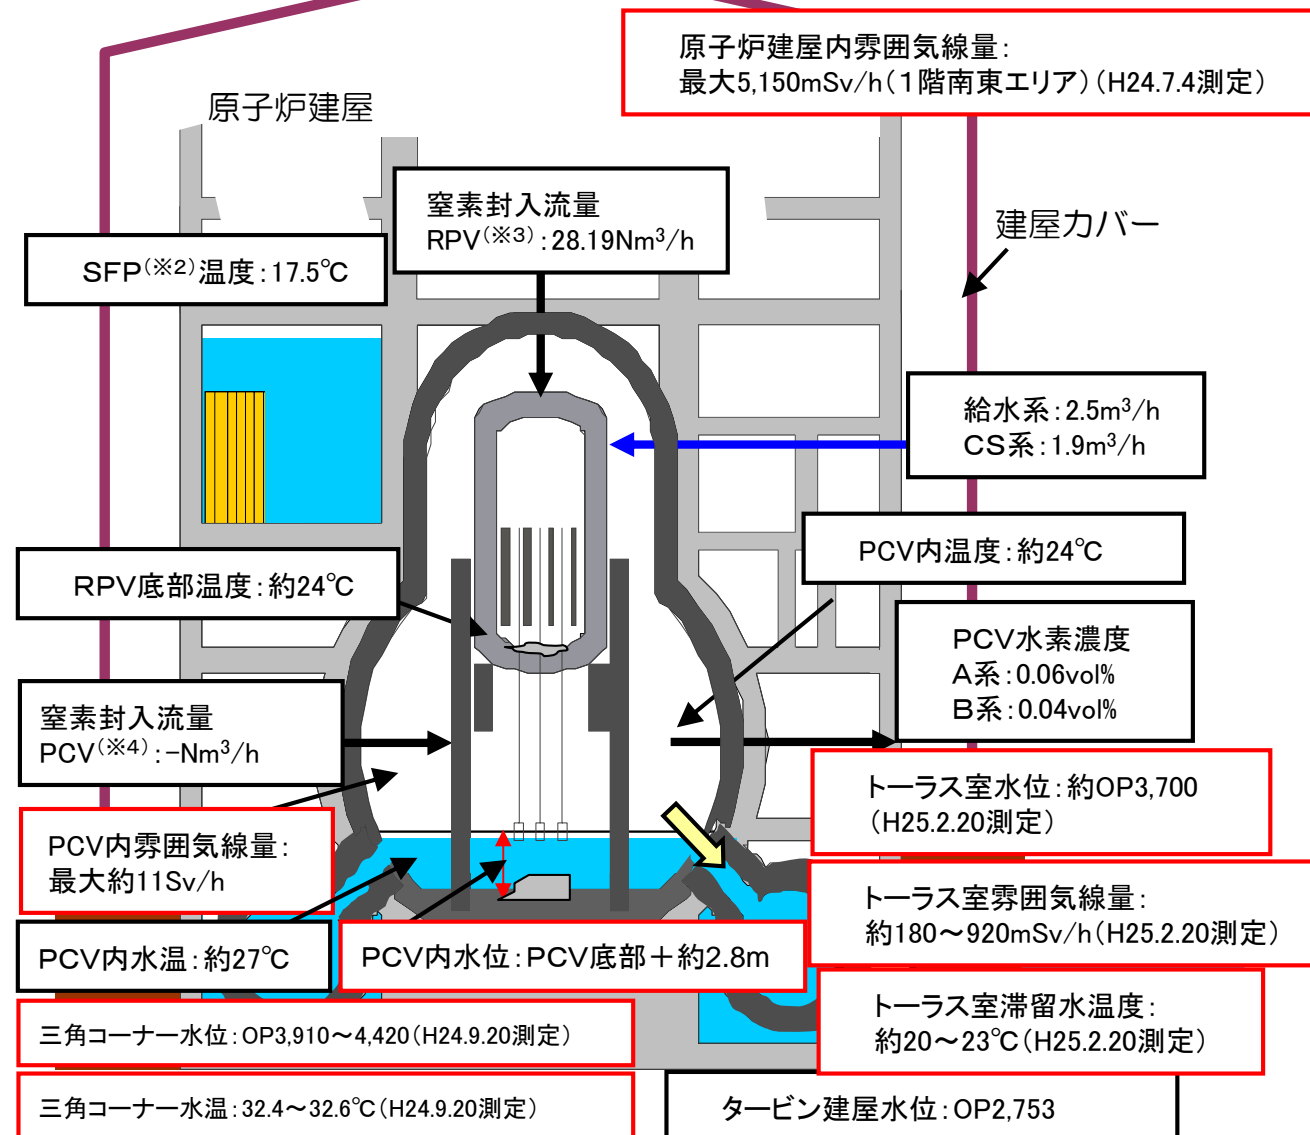 原子炉建屋内雰囲気線量:
最大5,150mSv/h(1階南東エリア)(H24.7.4測定)
原子炉建屋
窒素封入流量
RPV(※3):28.19Nm³/h
建屋カバー
SFP(※2)温度:17.5℃
給水系:2.5m³/h
CS系:1.9m³/h
PCV内温度:約24℃
RPV底部温度:約24℃
PCV水素濃度
A系:0.06vol%
B系:0.04vol%
窒素封入流量
PCV(※4):-Nm³/h
トーラス室水位:約OP3,700
(H25.2.20測定)
PCV内雰囲気線量:
最大約11Sv/h
トーラス室雰囲気線量:
約180～920mSv/h(H25.2.20測定)
PCV内水温:約27℃
PCV内水位:PCV底部＋約2.8m
トーラス室滞留水温度:
約20～23℃(H25.2.20測定)
三角コーナー水位:OP3,910～4,420(H24.9.20測定)
三角コーナー水温:32.4～32.6℃(H24.9.20測定)
タービン建屋水位:OP2,753